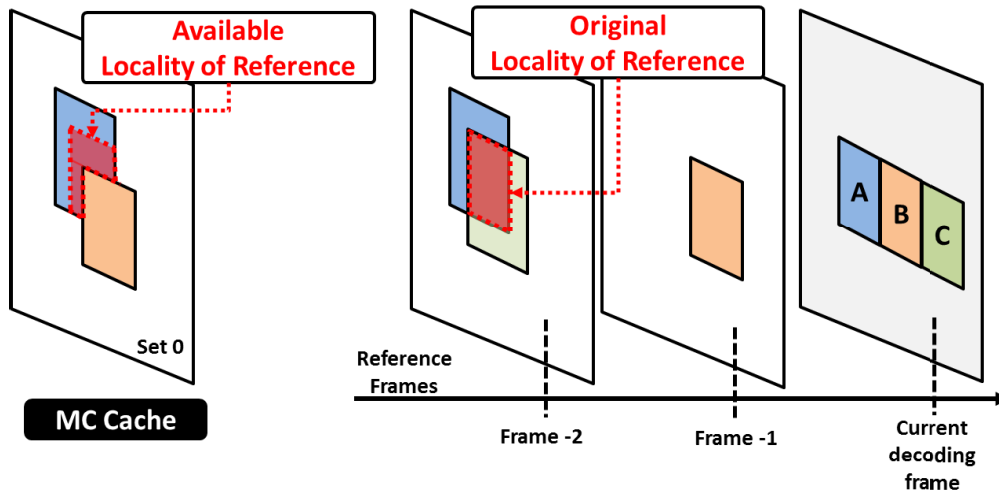 Available
Locality of Reference
Original
Locality of Reference
A
B
C
Set 0
MC Cache
Reference
Frames
Frame -2
Frame -1
Current
decoding
frame